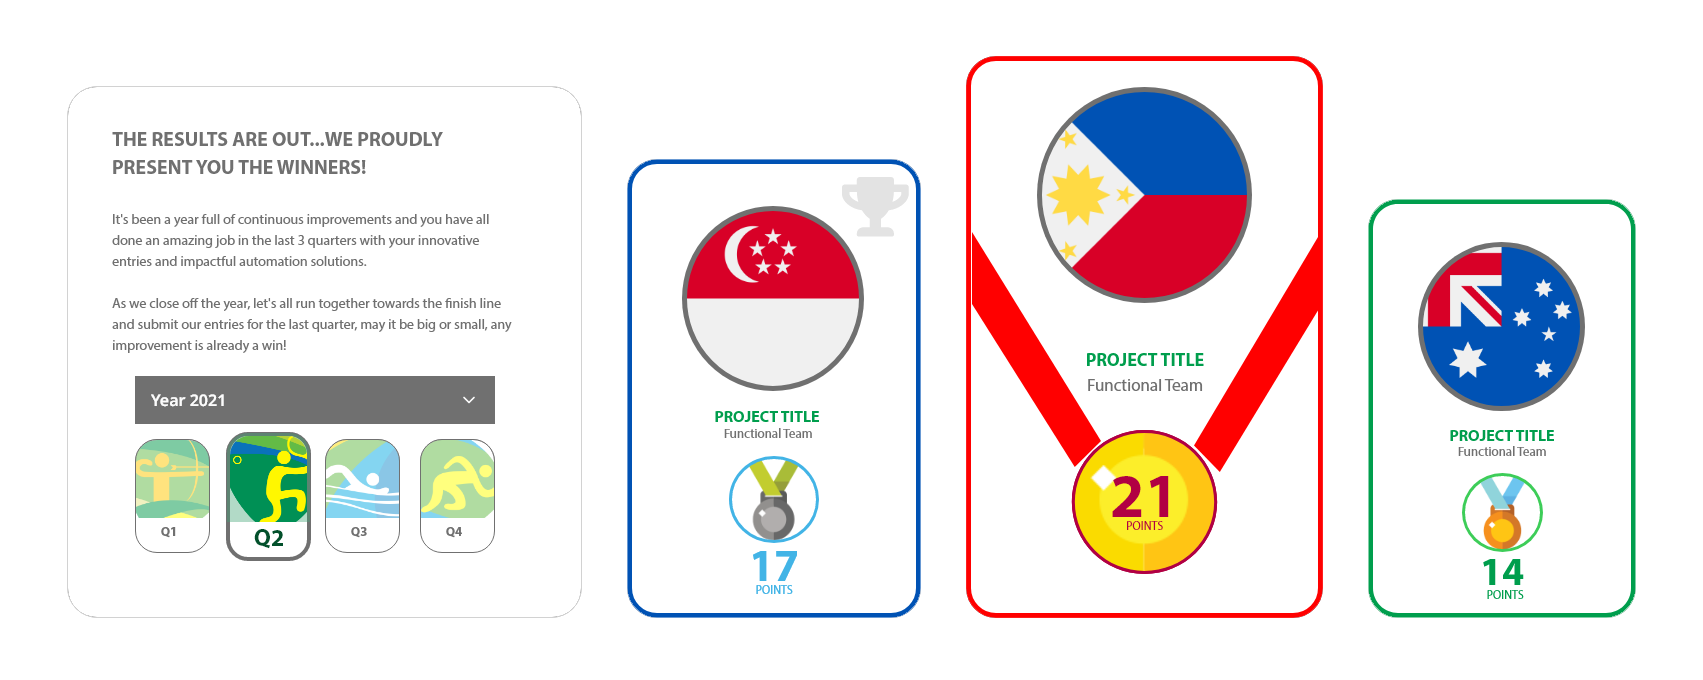 THE RESULTS ARE OUT...WE PROUDLY
PRESENT YOU THE WINNERS!
It's been a year full of continuous improvements and you have all
done an amazing job in the last 3 quarters with your innovative
entries and impactful automation solutions.
As we close off the year, let's all run together towards the finish line
and submit our entries for the last quarter, may it be big or small, any
improvement is already a win!
Year 2021
Q1
Q2
Q3
Q4
PROJECT TITLE
Functional Team
17
POINTS
PROJECT TITLE
Functional Team
21
POINTS
PROJECT TITLE
Functional Team
14
POINTS